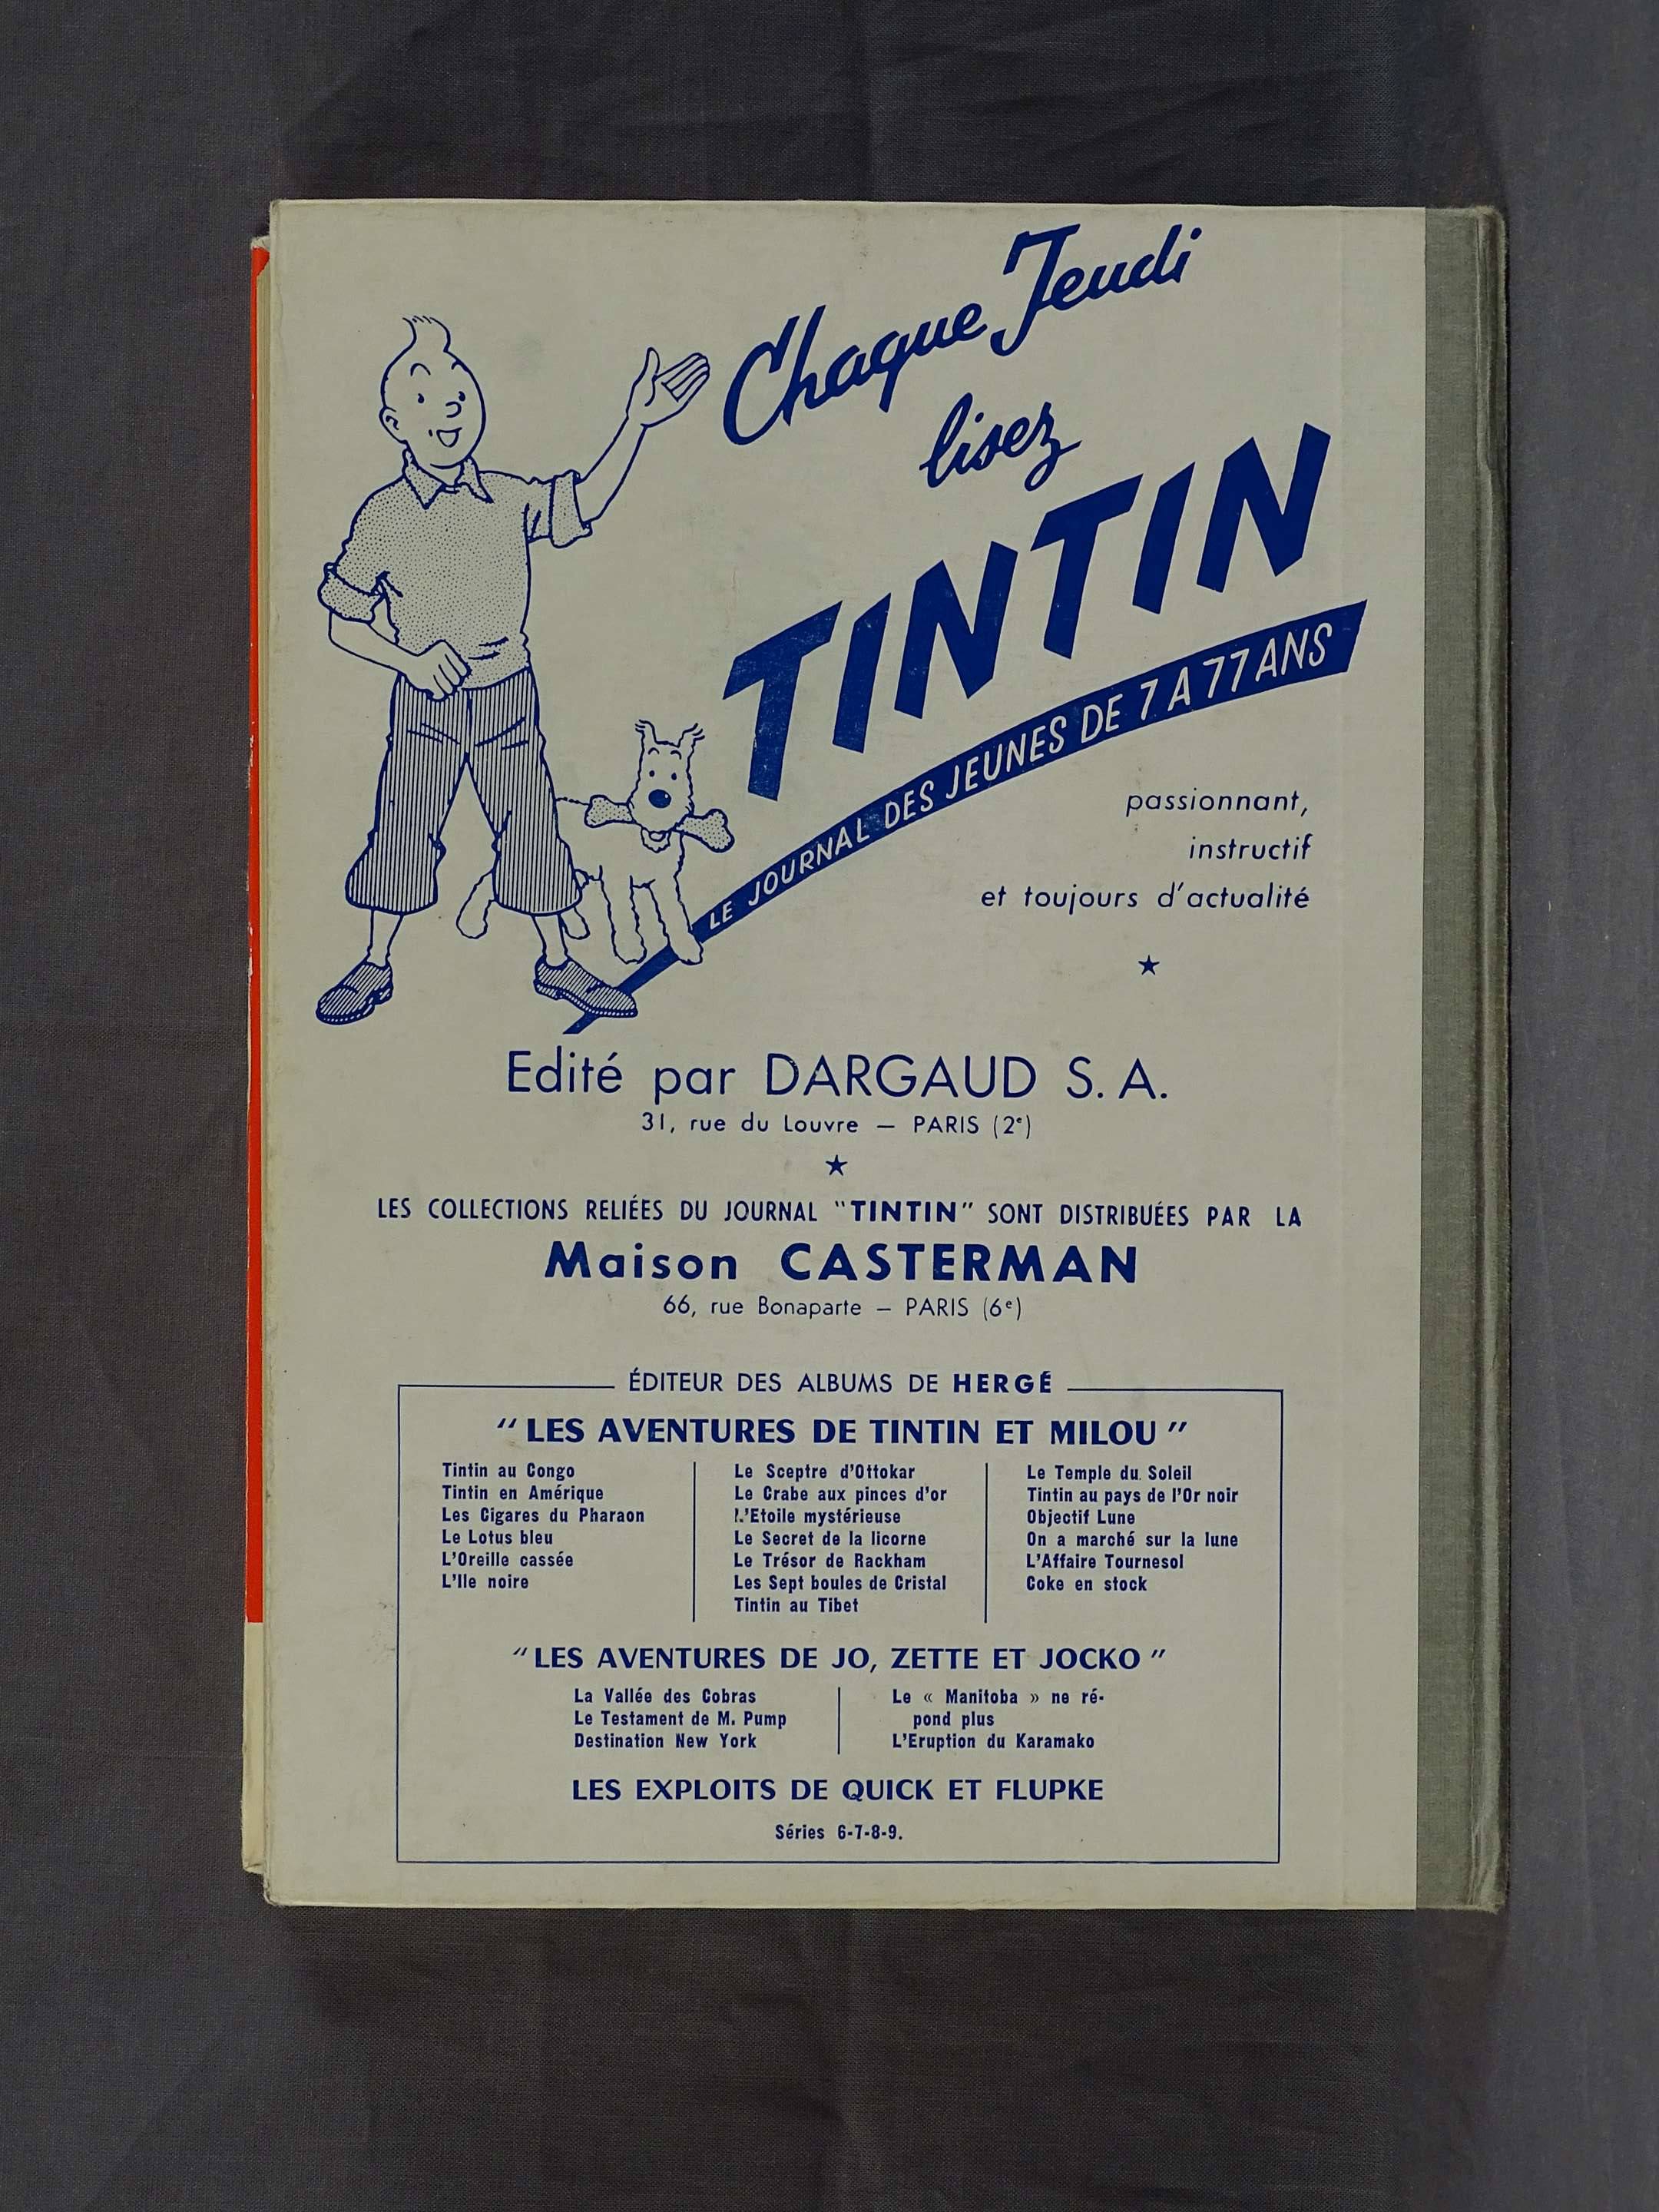 Chaque Jeudi
lisez
TINTIN
LE JOURNAL DES JEUNES DE 7 A 77 ANS
passionnant,
instructif
et toujours d'actualité
Edité par DARGAUD S. A.
31, rue du Louvre — PARIS (2e)
LES COLLECTIONS RELIÉES DU JOURNAL "TINTIN" SONT DISTRIBUÉES PAR LA
Maison CASTERMAN
66, rue Bonaparte — PARIS (6e)
ÉDITEUR DES ALBUMS DE HERGÉ
"LES AVENTURES DE TINTIN ET MILOU"
Tintin au Congo
Tintin en Amérique
Les Cigares du Pharaon
Le Lotus bleu
L'Oreille cassée
L'Ile noire
Le Sceptre d'Ottokar
Le Crabe aux pinces d'or
L'Etoile mystérieuse
Le Secret de la licorne
Le Trésor de Rackham
Les Sept boules de Cristal
Tintin au Tibet
Le Temple du Soleil
Tintin au pays de l'Or noir
Objectif Lune
On a marché sur la lune
L'Affaire Tournesol
Coke en stock
"LES AVENTURES DE JO, ZETTE ET JOCKO"
La Vallée des Cobras
Le Testament de M. Pump
Destination New York
Le « Manitoba » ne ré-
pond plus
L'Eruption du Karamako
LES EXPLOITS DE QUICK ET FLUPKE
Séries 6-7-8-9.